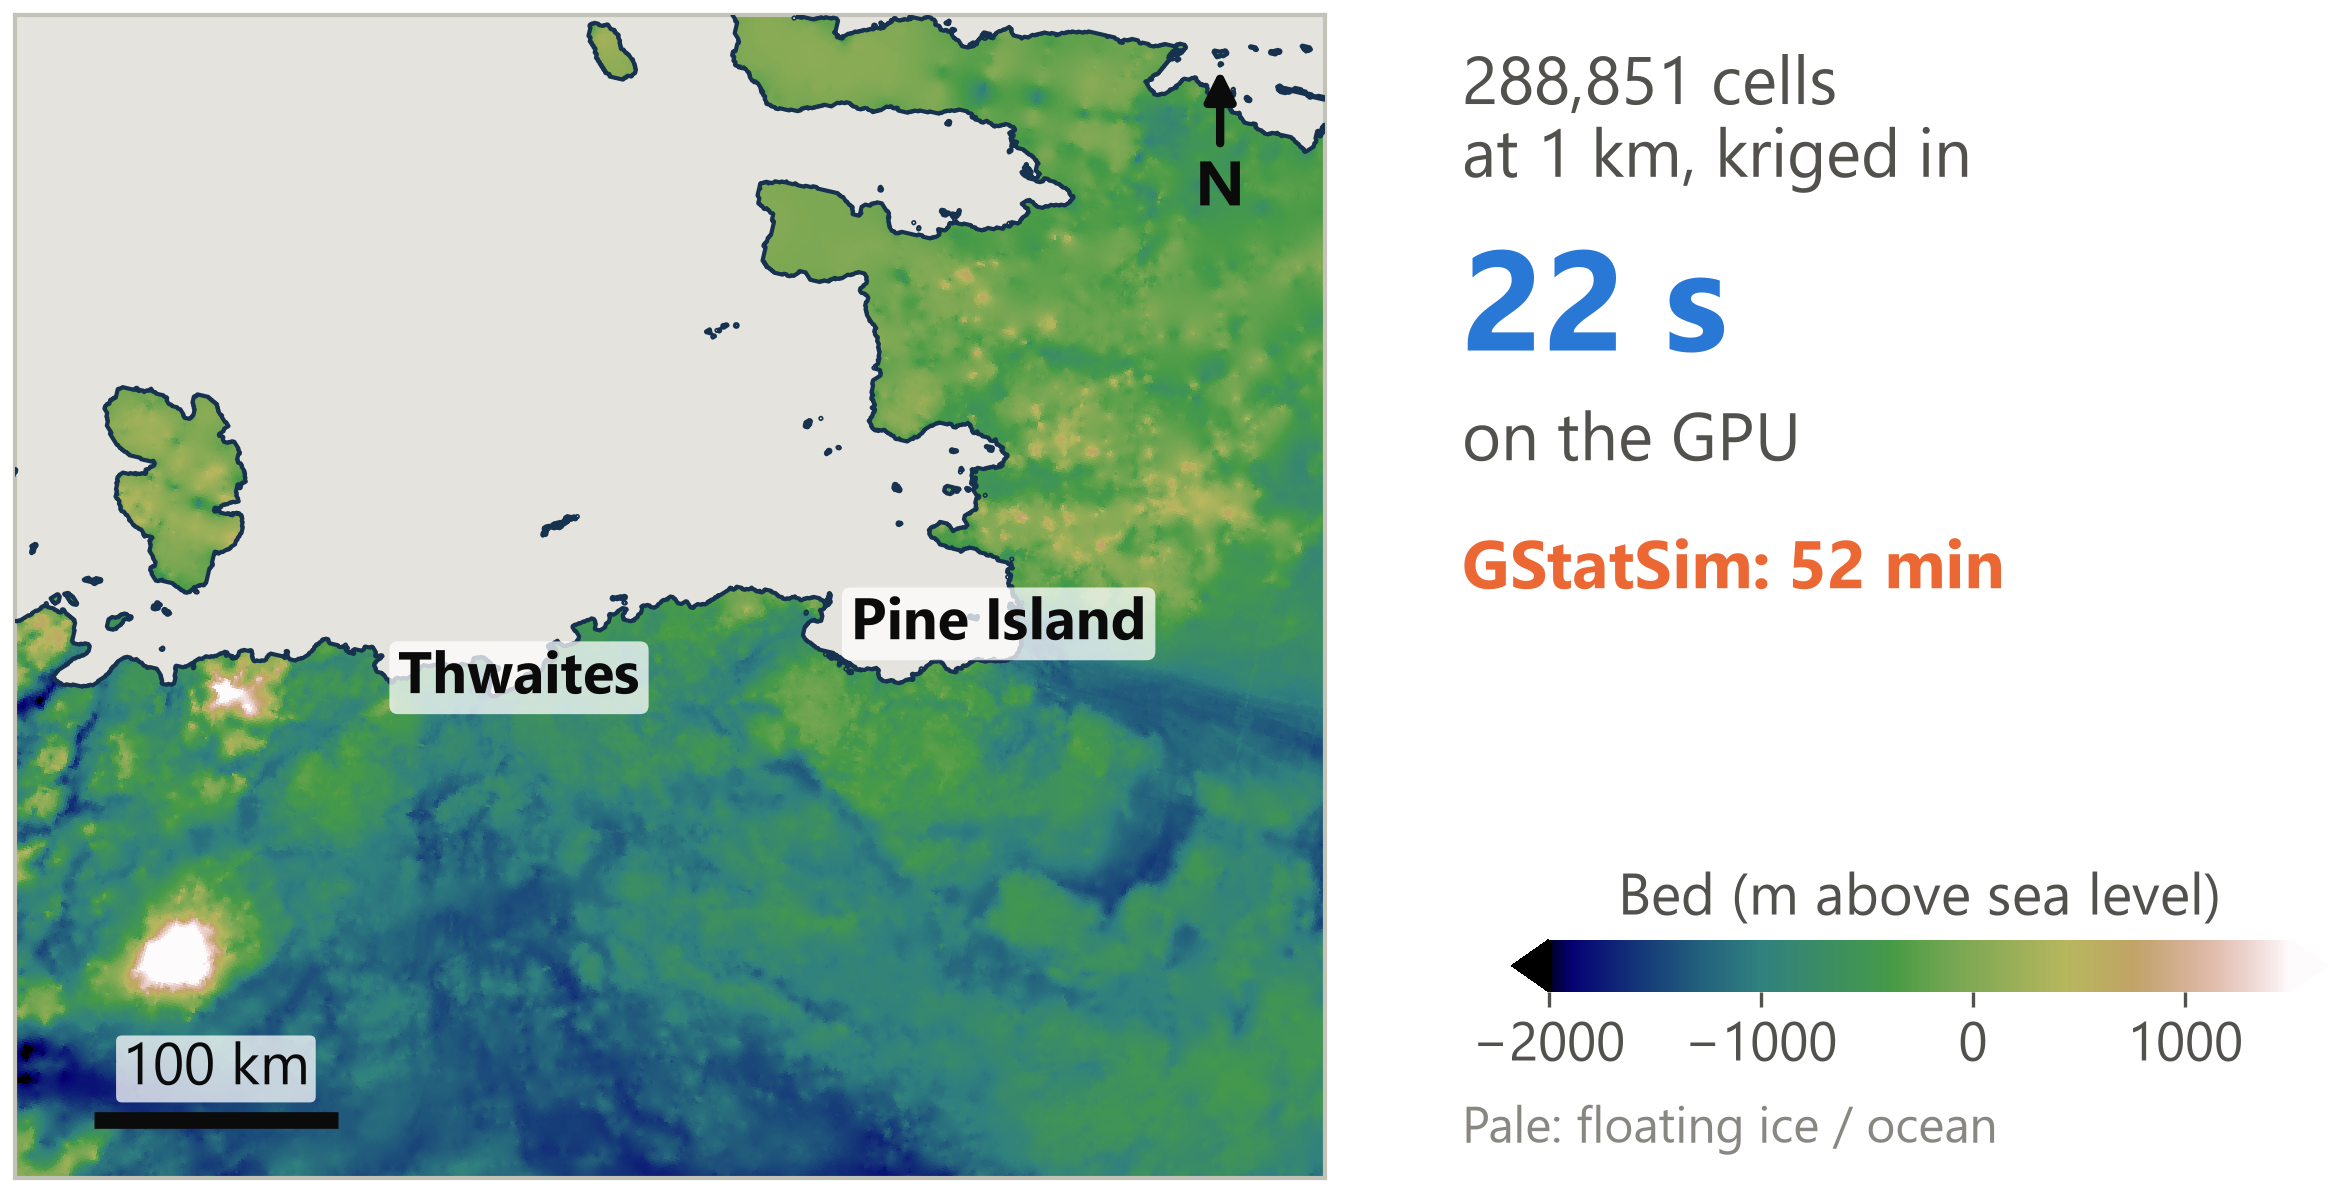 N
Pine Island
Thwaites
100 km
288,851 cells
at 1 km, kriged in
22 s
on the GPU
GStatSim: 52 min
Bed (m above sea level)
−2000 −1000 0 1000
Pale: floating ice / ocean